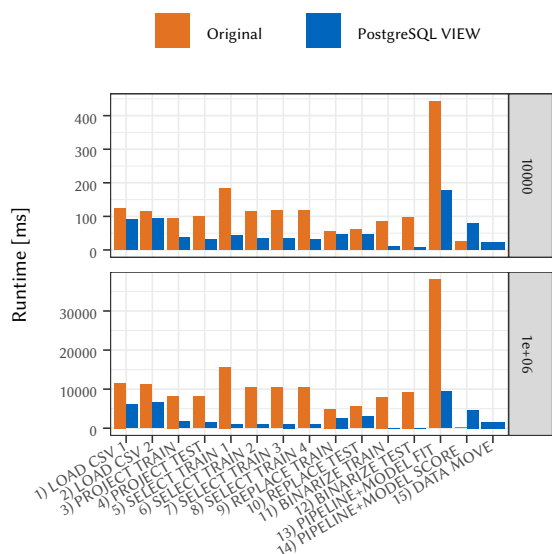 Original
PostgreSQL VIEW
Runtime [ms]
400
300
200
100
0
10000
30000
20000
10000
0
1e+06
1) LOAD CSV 1
2) LOAD CSV 2
3) PROJECT TRAIN
4) PROJECT TEST
5) SELECT TRAIN 1
6) SELECT TRAIN 2
7) SELECT TRAIN 3
8) SELECT TRAIN 4
9) REPLACE TRAIN
10) REPLACE TEST
11) BINARIZE TRAIN
12) BINARIZE TEST
13) PIPELINE+MODEL FIT
14) PIPELINE+MODEL SCORE
15) DATA MOVE